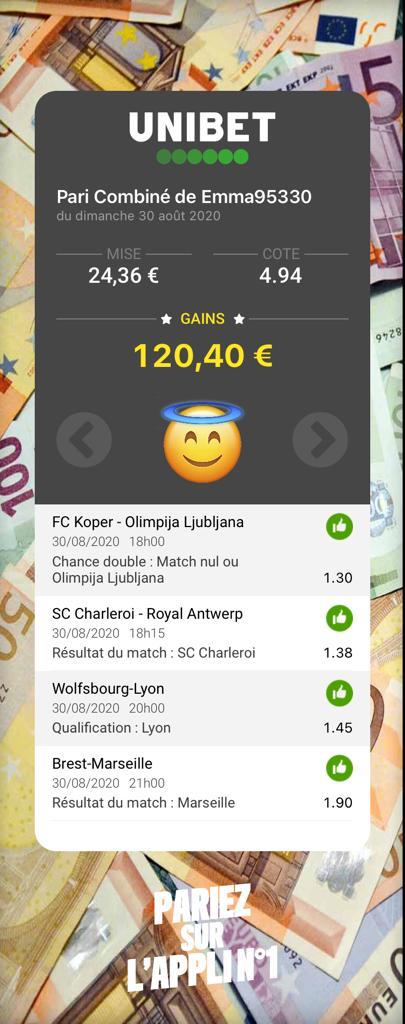 UNIBET
Pari Combiné de Emma95330
du dimanche 30 août 2020
MISE
24,36 €
COTE
4.94
GAINS
120,40 €
FC Koper - Olimpija Ljubljana
30/08/2020 18h00
Chance double : Match nul ou
Olimpija Ljubljana
1.30
SC Charleroi - Royal Antwerp
30/08/2020 18h15
Résultat du match : SC Charleroi
1.38
Wolfsbourg-Lyon
30/08/2020 20h00
Qualification : Lyon
1.45
Brest-Marseille
30/08/2020 21h00
Résultat du match : Marseille
1.90
PARIEZ
SUR
L'APPLI N°1